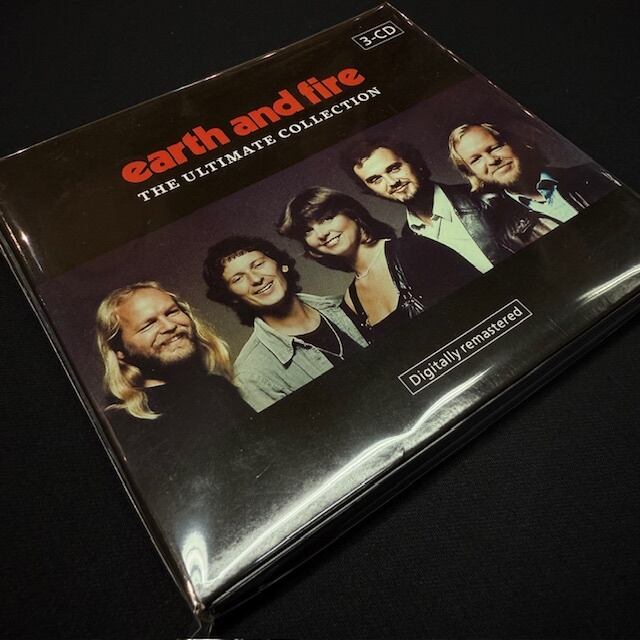 3-CD
earth and fire
THE ULTIMATE COLLECTION
Digitally remastered